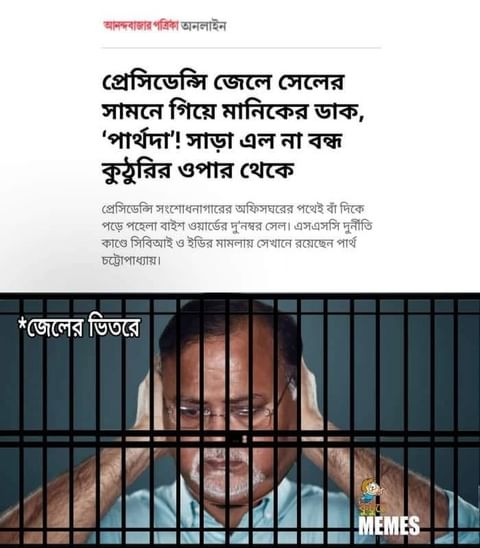 আনন্দবাজার পত্রিকা অনলাইন
প্রেসিডেন্সি জেলে সেলের
সামনে গিয়ে মানিকের ডাক,
‘পার্থদা’! সাড়া এল না বন্ধ
কুঠুরির ওপার থেকে
প্রেসিডেন্সি সংশোধনাগারের অফিসঘরের পথেই বাঁ দিকে
পড়ে পহেলা বাইশ ওয়ার্ডের দু'নম্বর সেল। এসএসসি দুর্নীতি
কাণ্ডে সিবিআই ও ইডির মামলায় সেখানে রয়েছেন পার্থ
চট্টোপাধ্যায়।
*জেলের ভিতরে
MEMES